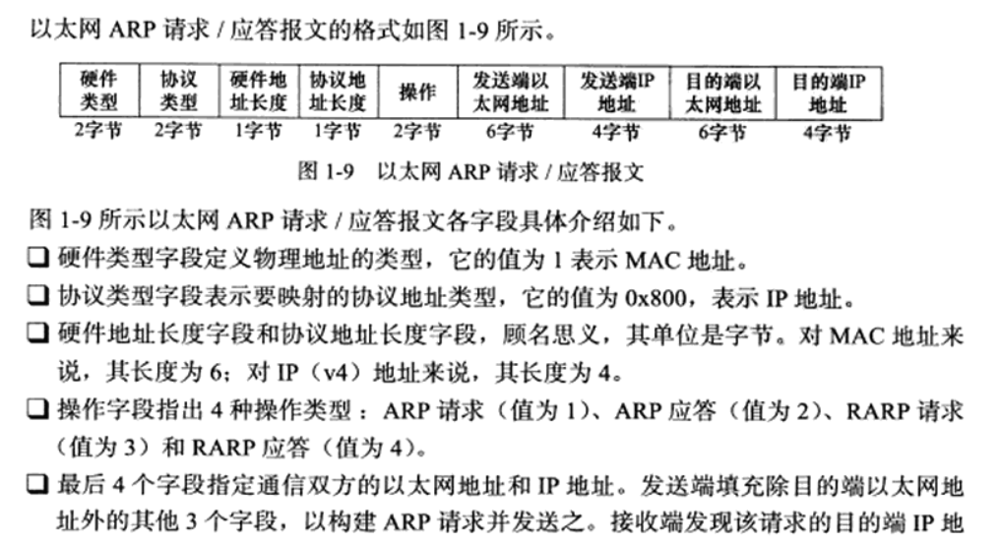 以太网 ARP 请求 / 应答报文的格式如图 1-9 所示。
硬件类型 协议类型 硬件地址长度 协议地址长度 操作 发送端以太网地址 发送端IP地址 目的端以太网地址 目的端IP地址
2字节 2字节 1字节 1字节 2字节 6字节 4字节 6字节 4字节
图 1-9 以太网 ARP 请求 / 应答报文
图 1-9 所示以太网 ARP 请求 / 应答报文各字段具体介绍如下。
❑ 硬件类型字段定义物理地址的类型，它的值为 1 表示 MAC 地址。
❑ 协议类型字段表示要映射的协议地址类型，它的值为 0x800，表示 IP 地址。
❑ 硬件地址长度字段和协议地址长度字段，顾名思义，其单位是字节。对 MAC 地址来
说，其长度为 6；对 IP（v4）地址来说，其长度为 4。
❑ 操作字段指出 4 种操作类型：ARP 请求（值为 1）、ARP 应答（值为 2）、RARP 请求
（值为 3）和 RARP 应答（值为 4）。
❑ 最后 4 个字段指定通信双方的以太网地址和 IP 地址。发送端填充除目的端以太网地
址外的其他 3 个字段，以构建 ARP 请求并发送之。接收端发现该请求的目的端 IP 地